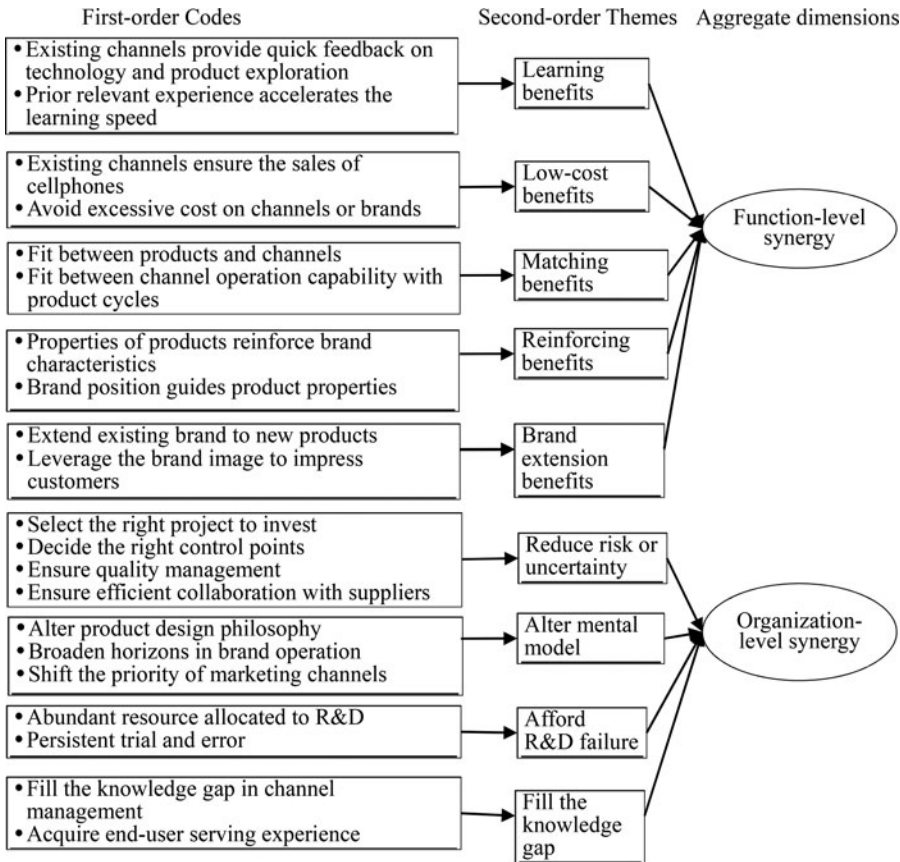 First-order Codes
Second-order Themes
Aggregate dimensions
• Existing channels provide quick feedback on
technology and product exploration
• Prior relevant experience accelerates the
learning speed
Learning
benefits
• Existing channels ensure the sales of
cellphones
• Avoid excessive cost on channels or brands
Low-cost
benefits
• Fit between products and channels
• Fit between channel operation capability with
product cycles
Matching
benefits
• Properties of products reinforce brand
characteristics
• Brand position guides product properties
Reinforcing
benefits
• Extend existing brand to new products
• Leverage the brand image to impress
customers
Brand
extension
benefits
Function-level
synergy
• Select the right project to invest
• Decide the right control points
• Ensure quality management
• Ensure efficient collaboration with suppliers
Reduce risk or
uncertainty
• Alter product design philosophy
• Broaden horizons in brand operation
• Shift the priority of marketing channels
Alter mental
model
• Abundant resource allocated to R&D
• Persistent trial and error
Afford
R&D failure
• Fill the knowledge gap in channel
management
• Acquire end-user serving experience
Fill the
knowledge
gap
Organization-
level synergy